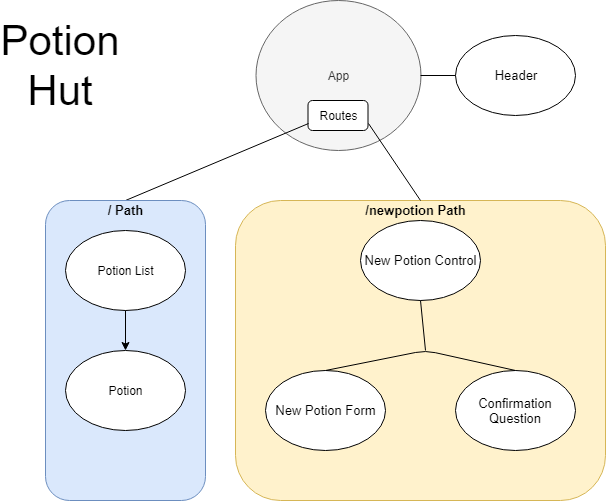 Potion
Hut
App
Header
Routes
/ Path
/newpotion Path
Potion List
New Potion Control
Potion
New Potion Form
Confirmation
Question